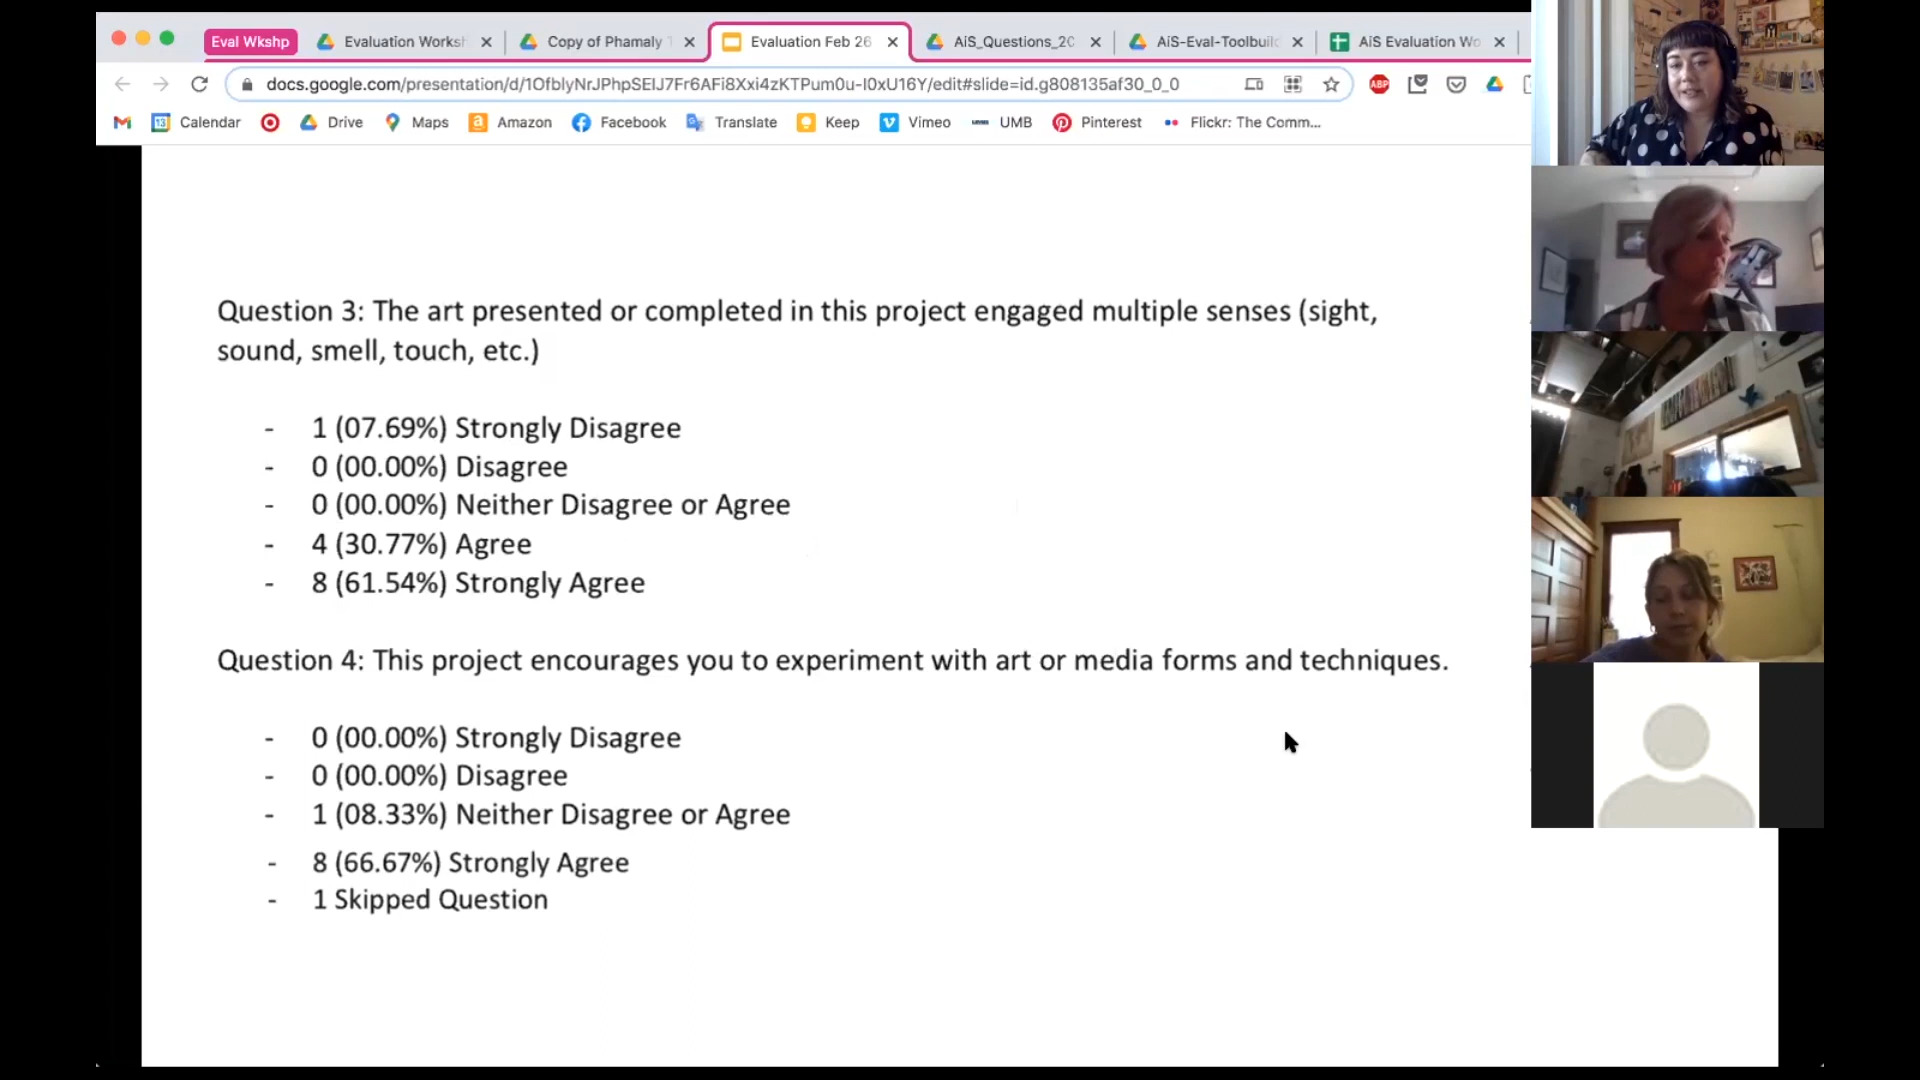 Eval Wkshp
Evaluation Worksh
Copy of Phamaly T
Evaluation Feb 26
AiS_Questions_20
AiS-Eval-Toolbuild
AiS Evaluation Wo
docs.google.com/presentation/d/1OfblyNrJPhpSEIJ7Fr6AFi8Xxi4zKTPum0u-I0xU16Y/edit#slide=id.g808135af30_0_0
ABP
13 Calendar
Drive
Maps
Amazon
Facebook
Translate
Keep
Vimeo
UMB
Pinterest
Flickr: The Comm...
Question 3: The art presented or completed in this project engaged multiple senses (sight,
sound, smell, touch, etc.)
- 1 (07.69%) Strongly Disagree
- 0 (00.00%) Disagree
- 0 (00.00%) Neither Disagree or Agree
- 4 (30.77%) Agree
- 8 (61.54%) Strongly Agree
Question 4: This project encourages you to experiment with art or media forms and techniques.
- 0 (00.00%) Strongly Disagree
- 0 (00.00%) Disagree
- 1 (08.33%) Neither Disagree or Agree
- 8 (66.67%) Strongly Agree
- 1 Skipped Question